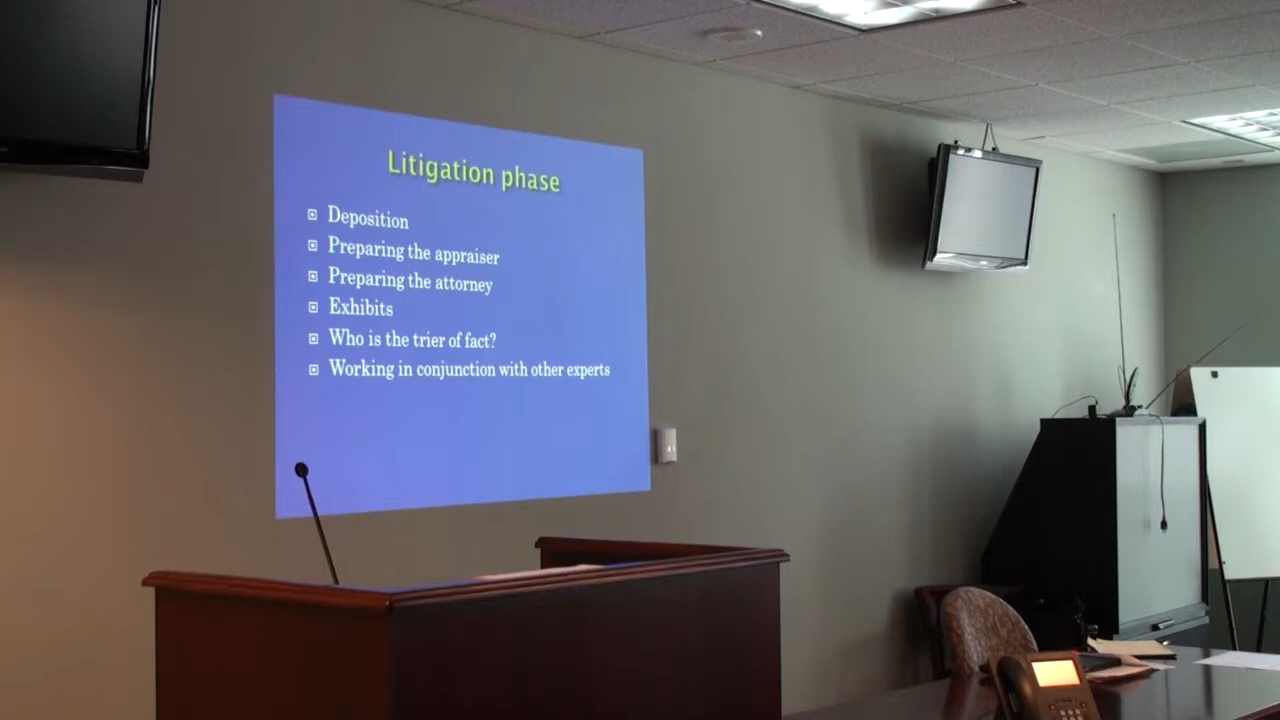 Litigation phase
Deposition
Preparing the appraiser
Preparing the attorney
Exhibits
Who is the trier of fact?
Working in conjunction with other experts